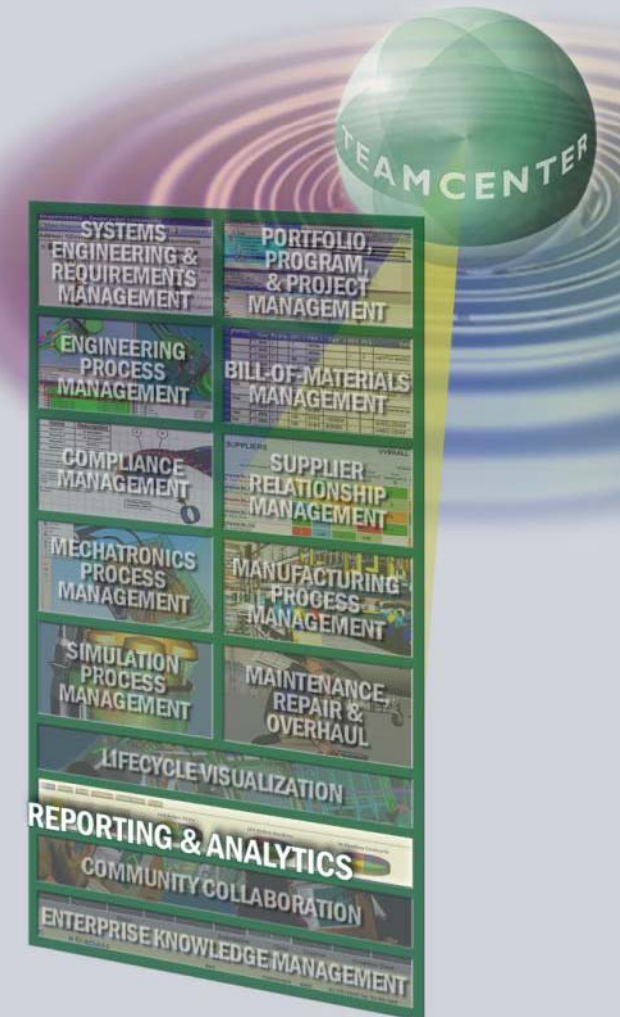 TEAMCENTER
SYSTEMS
ENGINEERING &
REQUIREMENTS
MANAGEMENT
PORTFOLIO,
PROGRAM,
& PROJECT
MANAGEMENT
ENGINEERING
PROCESS
MANAGEMENT
BILL-OF-MATERIALS
MANAGEMENT
COMPLIANCE
MANAGEMENT
SUPPLIERS
OVERALL
SUPPLIER
RELATIONSHIP
MANAGEMENT
MECHATRONICS
PROCESS
MANAGEMENT
MANUFACTURING
PROCESS
MANAGEMENT
SIMULATION
PROCESS
MANAGEMENT
MAINTENANCE,
REPAIR &
OVERHAUL
LIFECYCLE VISUALIZATION
REPORTING & ANALYTICS
COMMUNITY COLLABORATION
ENTERPRISE KNOWLEDGE MANAGEMENT